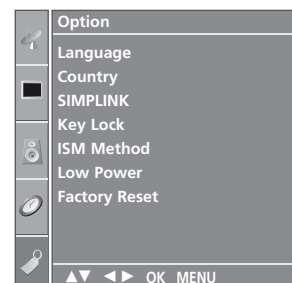 Option
Language
Country
SIMPLINK
Key Lock
ISM Method
Low Power
Factory Reset
▲▼ ◄► OK MENU